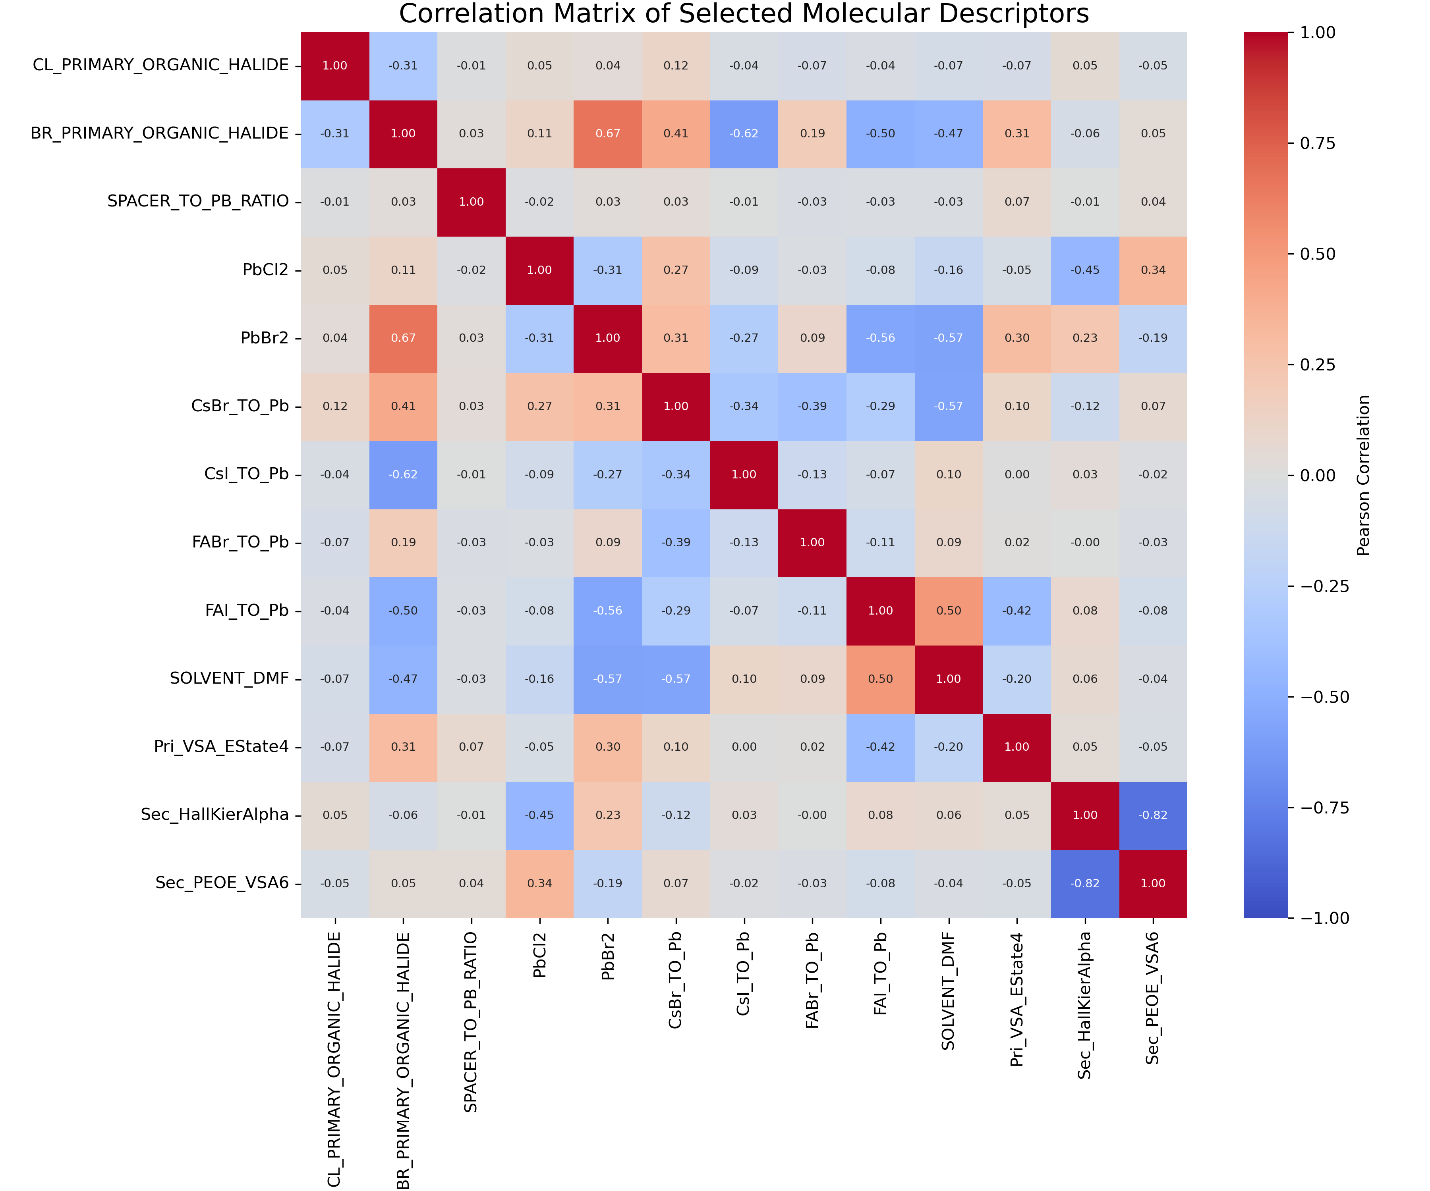 Correlation Matrix of Selected Molecular Descriptors
CL_PRIMARY_ORGANIC_HALIDE 1.00 -0.31 -0.01 0.05 0.04 0.12 -0.04 -0.07 -0.04 -0.07 -0.07 0.05 -0.05
BR_PRIMARY_ORGANIC_HALIDE -0.31 1.00 0.03 0.11 0.67 0.41 -0.62 0.19 -0.50 -0.47 0.31 -0.06 0.05
SPACER_TO_PB_RATIO -0.01 0.03 1.00 -0.02 0.03 0.03 -0.01 -0.03 -0.03 -0.03 0.07 -0.01 0.04
PbCl2 0.05 0.11 -0.02 1.00 -0.31 0.27 -0.09 -0.03 -0.08 -0.16 -0.05 -0.45 0.34
PbBr2 0.04 0.67 0.03 -0.31 1.00 0.31 -0.27 0.09 -0.56 -0.57 0.30 0.23 -0.19
CsBr_TO_Pb 0.12 0.41 0.03 0.27 0.31 1.00 -0.34 -0.39 -0.29 -0.57 0.10 -0.12 0.07
CsI_TO_Pb -0.04 -0.62 -0.01 -0.09 -0.27 -0.34 1.00 -0.13 -0.07 0.10 0.00 0.03 -0.02
FABr_TO_Pb -0.07 0.19 -0.03 -0.03 0.09 -0.39 -0.13 1.00 -0.11 0.09 0.02 -0.00 -0.03
FAI_TO_Pb -0.04 -0.50 -0.03 -0.08 -0.56 -0.29 -0.07 -0.11 1.00 0.50 -0.42 0.08 -0.08
SOLVENT_DMF -0.07 -0.47 -0.03 -0.16 -0.57 -0.57 0.10 0.09 0.50 1.00 -0.20 0.06 -0.04
Pri_VSA_EState4 -0.07 0.31 0.07 -0.05 0.30 0.10 0.00 0.02 -0.42 -0.20 1.00 0.05 -0.05
Sec_HallKierAlpha 0.05 -0.06 -0.01 -0.45 0.23 -0.12 0.03 -0.00 0.08 0.06 0.05 1.00 -0.82
Sec_PEOE_VSA6 -0.05 0.05 0.04 0.34 -0.19 0.07 -0.02 -0.03 -0.08 -0.04 -0.05 -0.82 1.00
CL_PRIMARY_ORGANIC_HALIDE
BR_PRIMARY_ORGANIC_HALIDE
SPACER_TO_PB_RATIO
PbCl2
PbBr2
CsBr_TO_Pb
CsI_TO_Pb
FABr_TO_Pb
FAI_TO_Pb
SOLVENT_DMF
Pri_VSA_EState4
Sec_HallKierAlpha
Sec_PEOE_VSA6
1.00
0.75
0.50
0.25
0.00
−0.25
−0.50
−0.75
−1.00
Pearson Correlation